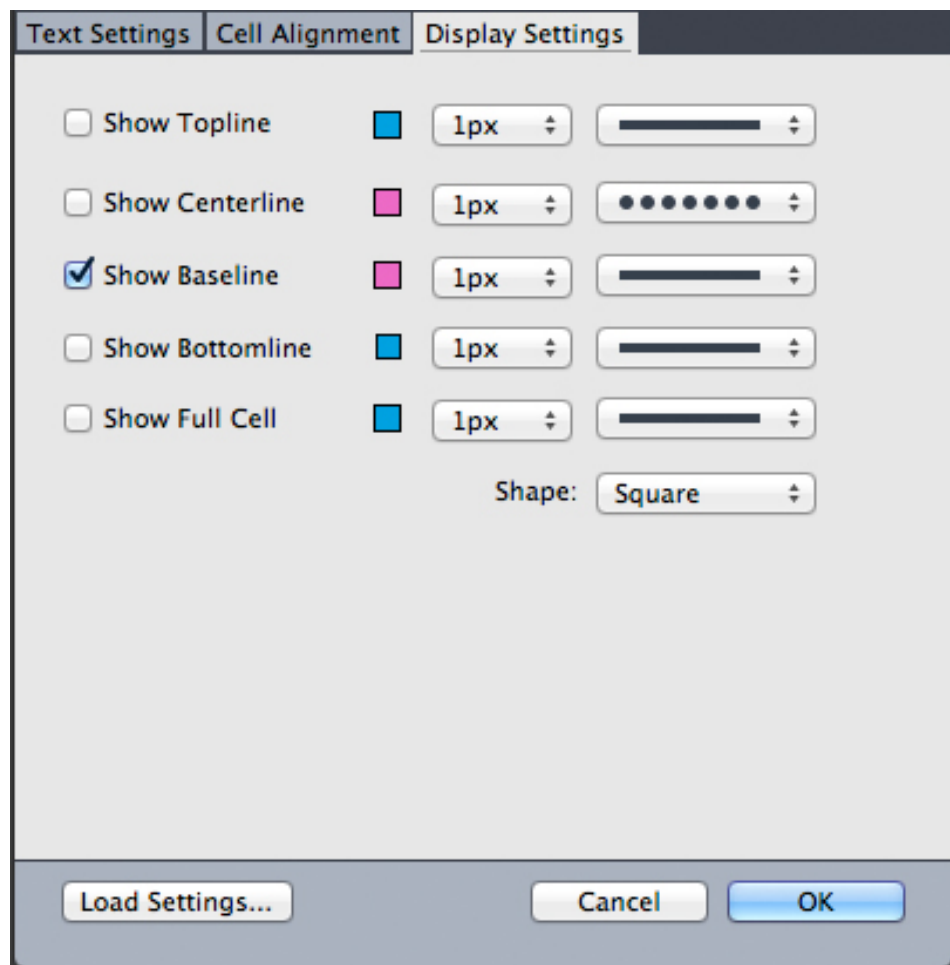 Text Settings Cell Alignment Display Settings
Show Topline 1px
Show Centerline 1px
Show Baseline 1px
Show Bottomline 1px
Show Full Cell 1px
Shape: Square
Load Settings... Cancel OK